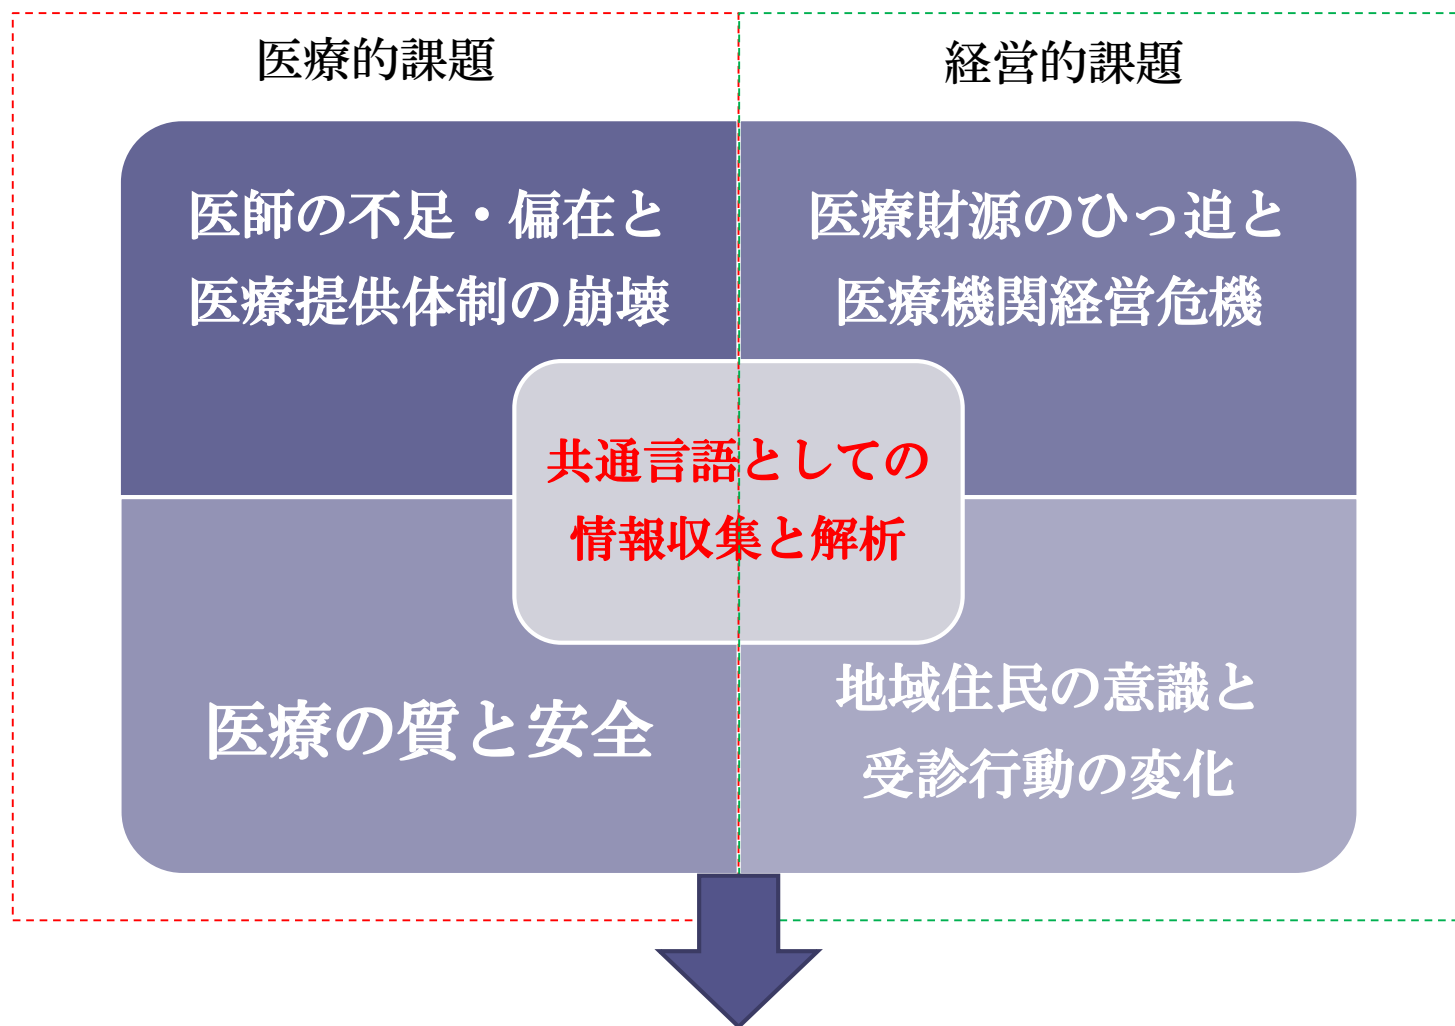 医療的課題
経営的課題
医師の不足・偏在と
医療提供体制の崩壊
医療財源のひっ迫と
医療機関経営危機
共通言語としての
情報収集と解析
医療の質と安全
地域住民の意識と
受診行動の変化